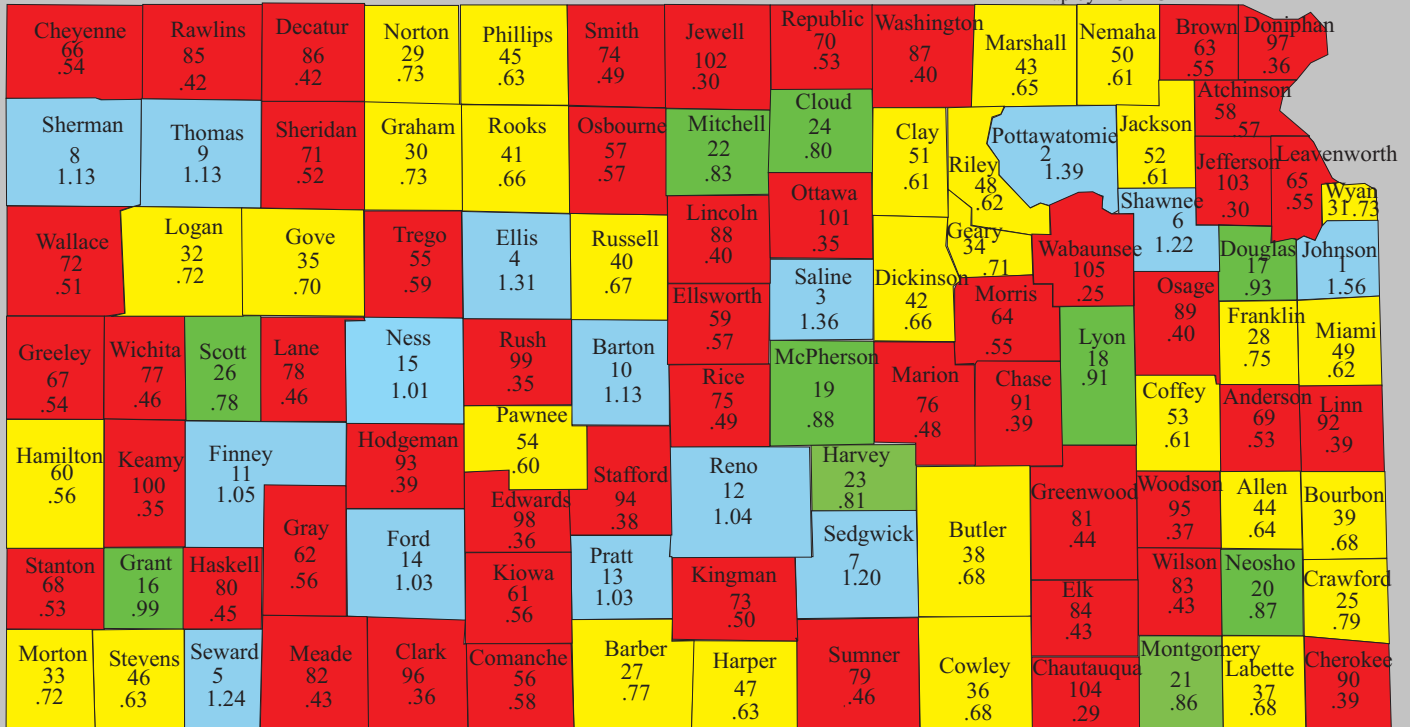 Cheyenne
66
.54
Rawlins
85
.42
Decatur
86
.42
Norton
29
.73
Phillips
45
.63
Smith
74
.49
Jewell
102
.30
Republic
70
.53
Washington
87
.40
Marshall
43
.65
Nemaha
50
.61
Brown
63
.55
Doniphan
97
.36
Atchinson
58
.57
Sherman
8
1.13
Thomas
9
1.13
Sheridan
71
.52
Graham
30
.73
Rooks
41
.66
Osbourne
57
.57
Mitchell
22
.83
Cloud
24
.80
Clay
51
.61
Riley
48
.62
Pottawatomie
2
1.39
Jackson
52
.61
Jefferson
103
.30
Leavenworth
65
.55
Wyan
31
.73
Wallace
72
.51
Logan
32
.72
Gove
35
.70
Trego
55
.59
Ellis
4
1.31
Russell
40
.67
Lincoln
88
.40
Ottawa
101
.35
Saline
3
1.36
Dickinson
42
.66
Geary
34
.71
Wabaunsee
105
.25
Shawnee
6
1.22
Douglas
17
.93
Johnson
1
1.56
Ellsworth
59
.57
Morris
64
.55
Osage
89
.40
Franklin
28
.75
Miami
49
.62
Greeley
67
.54
Wichita
77
.46
Scott
26
.78
Lane
78
.46
Ness
15
1.01
Rush
99
.35
Barton
10
1.13
Rice
75
.49
McPherson
19
.88
Marion
76
.48
Chase
91
.39
Lyon
18
.91
Coffey
53
.61
Anderson
69
.53
Linn
92
.39
Hamilton
60
.56
Keamy
100
.35
Finney
11
1.05
Hodgeman
93
.39
Pawnee
54
.60
Stafford
94
.38
Edwards
98
.36
Reno
12
1.04
Harvey
23
.81
Sedgwick
7
1.20
Butler
38
.68
Greenwood
81
.44
Woodson
95
.37
Allen
44
.64
Bourbon
39
.68
Stanton
68
.53
Grant
16
.99
Haskell
80
.45
Gray
62
.56
Ford
14
1.03
Kiowa
61
.56
Pratt
13
1.03
Kingman
73
.50
Elk
84
.43
Wilson
83
.43
Neosho
20
.87
Crawford
25
.79
Morton
33
.72
Stevens
46
.63
Seward
5
1.24
Meade
82
.43
Clark
96
.36
Comanche
56
.58
Barber
27
.77
Harper
47
.63
Sumner
79
.46
Cowley
36
.68
Chautauqua
104
.29
Montgomery
21
.86
Labette
37
.68
Cherokee
90
.39